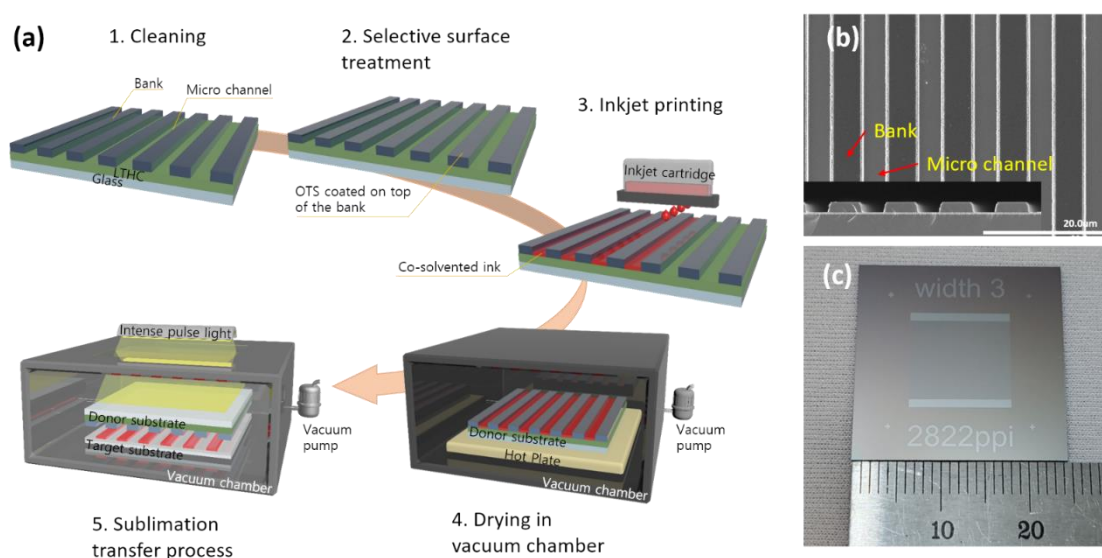 (a)
1. Cleaning
Bank
Micro channel
LTHC
Glass
2. Selective surface
treatment
OTS coated on top
of the bank
3. Inkjet printing
Inkjet cartridge
Co-solvented ink
Intense pulse light
Donor substrate
Target substrate
Vacuum chamber
Vacuum
pump
5. Sublimation
transfer process
Donor substrate
Hot Plate
Vacuum chamber
Vacuum
pump
4. Drying in
vacuum chamber
(b)
Bank
Micro channel
20.0um
(c)
width 3
2822ppi
10
20